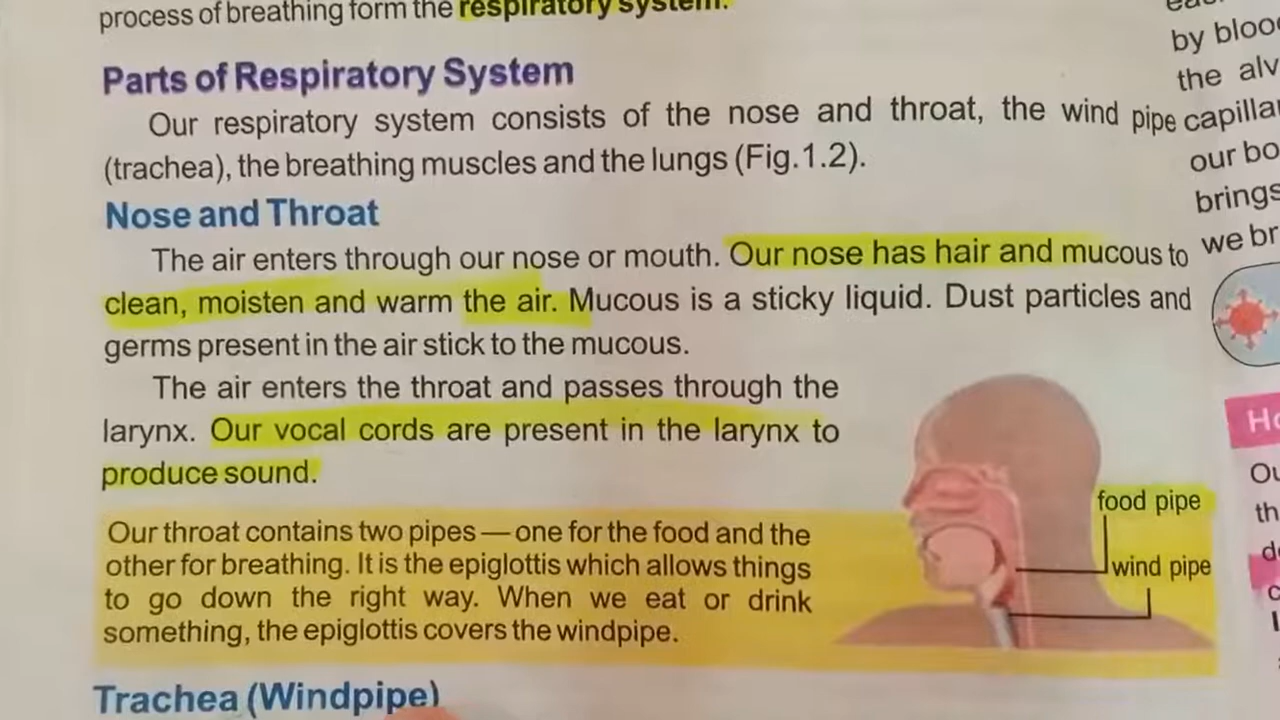 process of breathing form the respiratory system.
Parts of Respiratory System
Our respiratory system consists of the nose and throat, the wind pipe
(trachea), the breathing muscles and the lungs (Fig.1.2).
Nose and Throat
The air enters through our nose or mouth. Our nose has hair and mucous to
clean, moisten and warm the air. Mucous is a sticky liquid. Dust particles and
germs present in the air stick to the mucous.
The air enters the throat and passes through the
larynx. Our vocal cords are present in the larynx to
produce sound.
Our throat contains two pipes — one for the food and the
other for breathing. It is the epiglottis which allows things
to go down the right way. When we eat or drink
something, the epiglottis covers the windpipe.
food pipe
wind pipe
Trachea (Windpipe)
by
the
our
brings
we